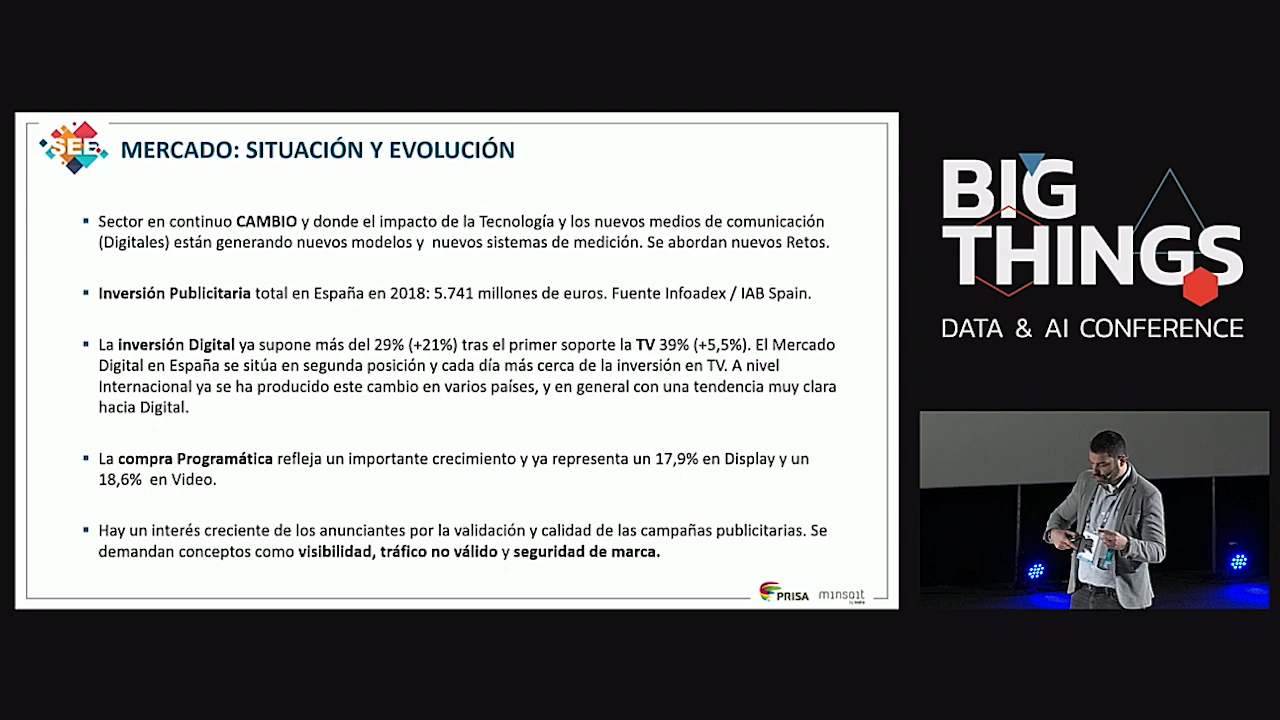 SEE
MERCADO: SITUACIÓN Y EVOLUCIÓN
▪ Sector en continuo CAMBIO y donde el impacto de la Tecnología y los nuevos medios de comunicación
(Digitales) están generando nuevos modelos y nuevos sistemas de medición. Se abordan nuevos Retos.
▪ Inversión Publicitaria total en España en 2018: 5.741 millones de euros. Fuente Infoadex / IAB Spain.
▪ La inversión Digital ya supone más del 29% (+21%) tras el primer soporte la TV 39% (+5,5%). El Mercado
Digital en España se sitúa en segunda posición y cada día más cerca de la inversión en TV. A nivel
Internacional ya se ha producido este cambio en varios países, y en general con una tendencia muy clara
hacia Digital.
▪ La compra Programática refleja un importante crecimiento y ya representa un 17,9% en Display y un
18,6% en Video.
▪ Hay un interés creciente de los anunciantes por la validación y calidad de las campañas publicitarias. Se
demandan conceptos como visibilidad, tráfico no válido y seguridad de marca.
PRISA
minsait
by Indra
BIG
THINGS
DATA & AI CONFERENCE